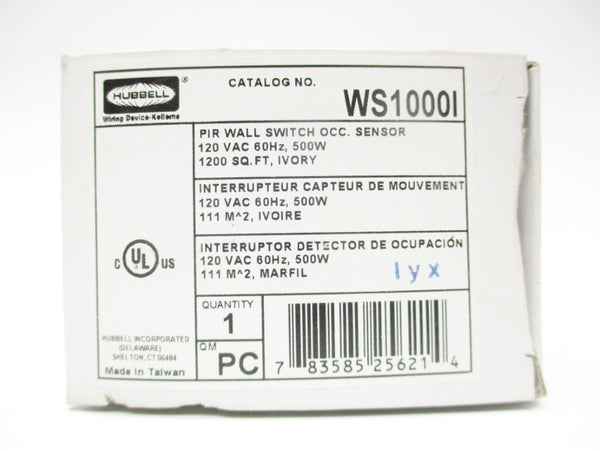 HUBBELL
®
Wiring Device-Kellems
CATALOG NO.
WS1000I
PIR WALL SWITCH OCC. SENSOR
120 VAC 60Hz, 500W
1200 SQ.FT, IVORY
INTERRUPTEUR CAPTEUR DE MOUVEMENT
120 VAC 60Hz, 500W
111 M^2, IVOIRE
INTERRUPTOR DETECTOR DE OCUPACIÓN
120 VAC 60Hz, 500W
111 M^2, MARFIL
lyx
C UL US
HUBBELL INCORPORATED
(DELAWARE)
SHELTON, CT 06484
Made in Taiwan
QUANTITY
1
QM
PC
7 83585 25621 4